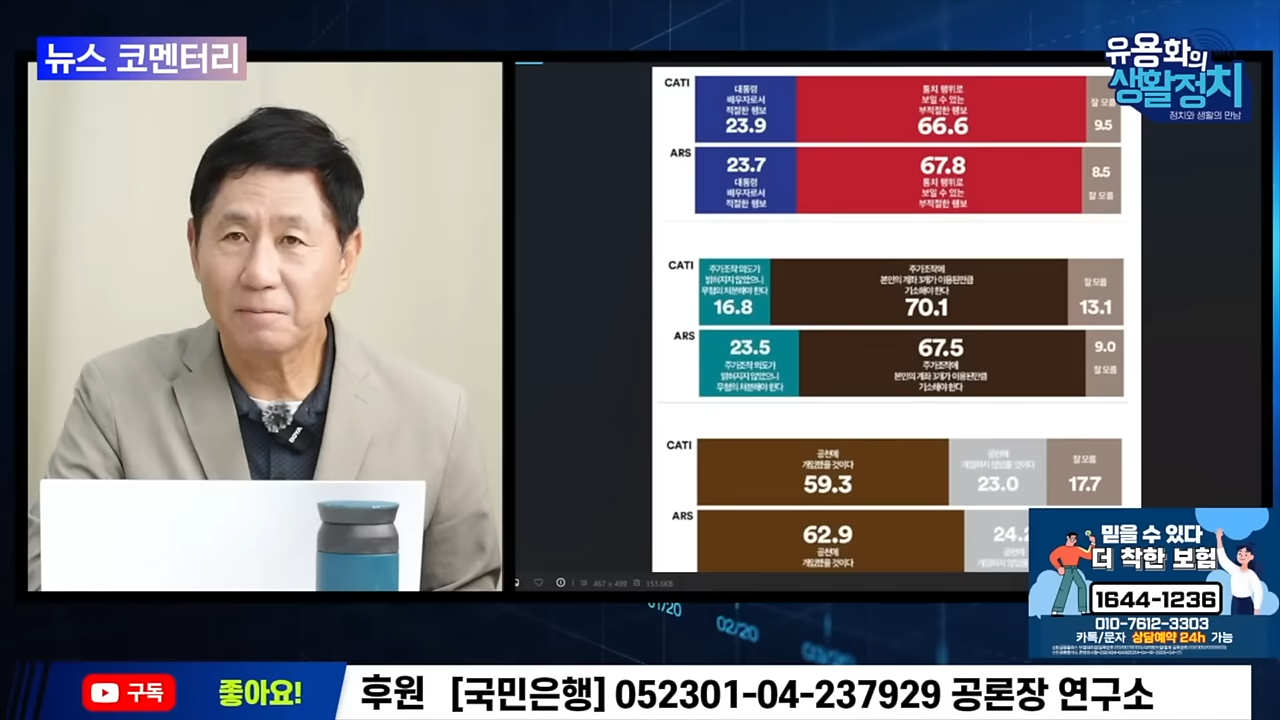 뉴스 코멘터리
유용화의
생활정치
정치와 생활의 만남
CATI
대통령
배우자로서
적절한 행보
23.9
통치 행위로
보일 수 있는
부적절한 행보
66.6
잘 모름
9.5
ARS
23.7
대통령
배우자로서
적절한 행보
67.8
통치 행위로
보일 수 있는
부적절한 행보
8.5
잘 모름
CATI
주가조작 의도가
밝혀지지 않았으니
무혐의 처분해야 한다
16.8
주가조작에
본인의 계좌 3개가 이용된만큼
기소해야 한다
70.1
잘 모름
13.1
ARS
23.5
주가조작 의도가
밝혀지지 않았으니
무혐의 처분해야 한다
67.5
주가조작에
본인의 계좌 3개가 이용된만큼
기소해야 한다
9.0
잘 모름
CATI
공천에
개입했을 것이다
59.3
공천에
개입하지 않았을 것이다
23.0
잘 모름
17.7
ARS
62.9
공천에
개입했을 것이다
24.2
공천에
467 x 499
153.6KB
BOYA
믿을 수 있다
더 착한 보험
1644-1236
010-7612-3303
카톡/문자 상담예약 24h 가능
01/20
02/20
구독
좋아요!
후원 [국민은행] 052301-04-237929 공론장 연구소